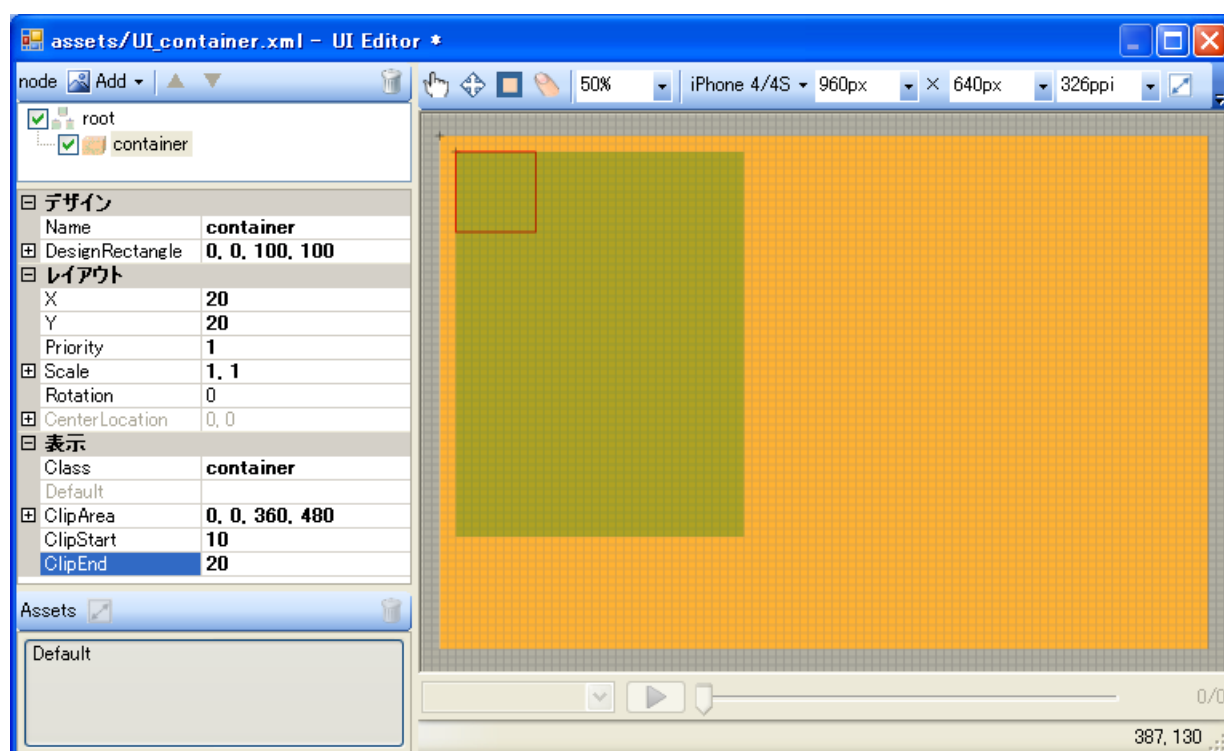 assets/UI_container.xml - UI Editor *
node Add
50% iPhone 4/4S 960px × 640px 326ppi
root
container
デザイン
Name container
DesignRectangle 0, 0, 100, 100
レイアウト
X 20
Y 20
Priority 1
Scale 1, 1
Rotation 0
CenterLocation 0, 0
表示
Class container
Default
ClipArea 0, 0, 360, 480
ClipStart 10
ClipEnd 20
Assets
Default
0/0
387, 130